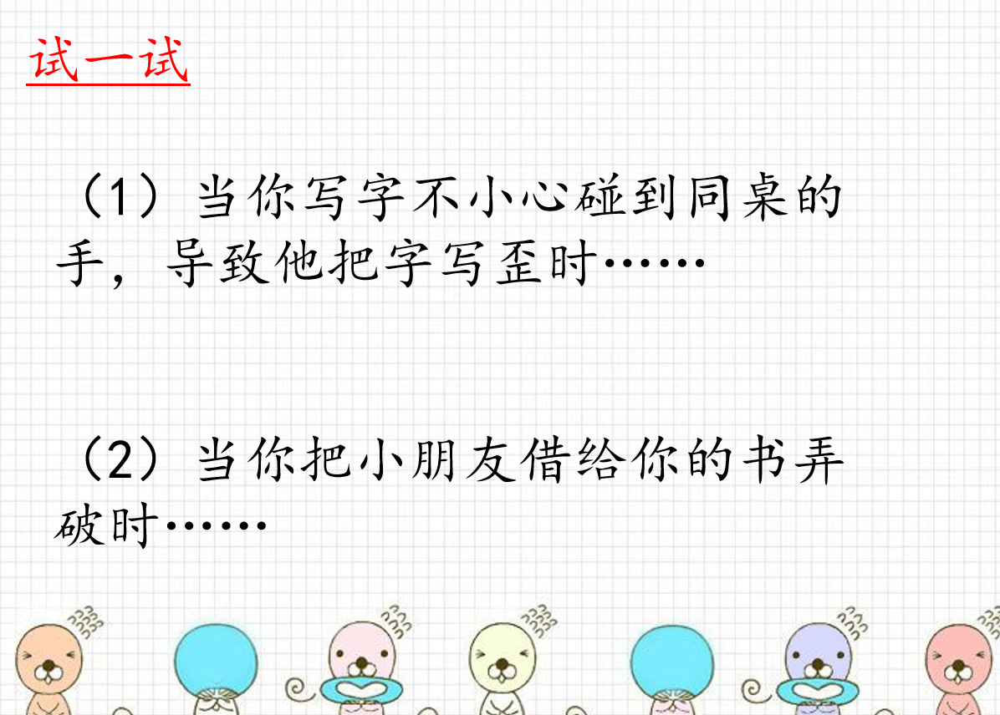 试一试
（1）当你写字不小心碰到同桌的
手，导致他把字写歪时……
（2）当你把小朋友借给你的书弄
破时……